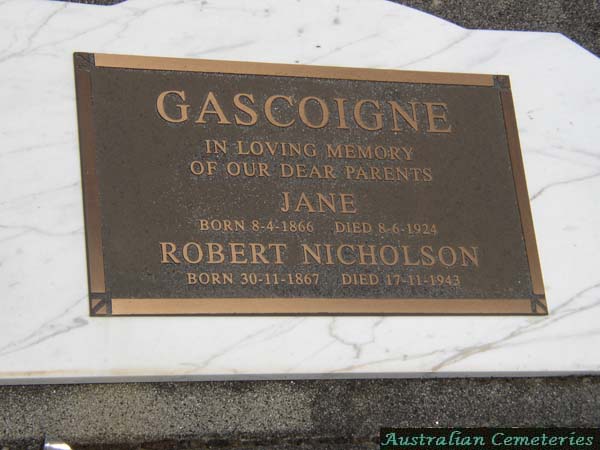 GASCOIGNE
IN LOVING MEMORY
OF OUR DEAR PARENTS
JANE
BORN 8-4-1866 DIED 8-6-1924
ROBERT NICHOLSON
BORN 30-11-1867 DIED 17-11-1943
Australian Cemeteries